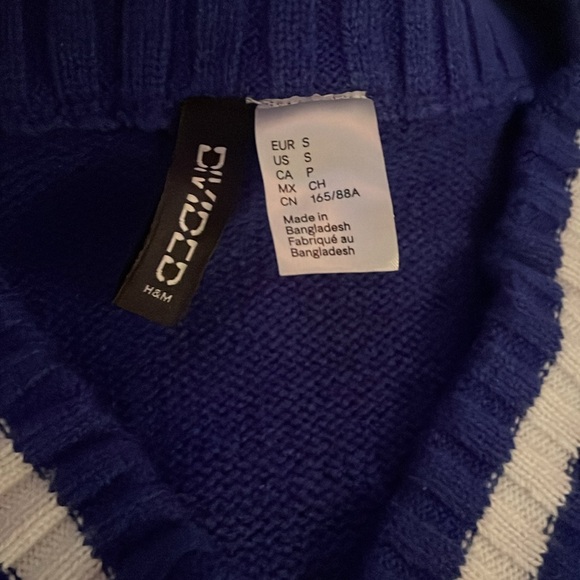 DIVIDED
H&M
EUR S
US S
CA P
MX CH
CN 165/88A
Made in
Bangladesh
Fabriqué au
Bangladesh